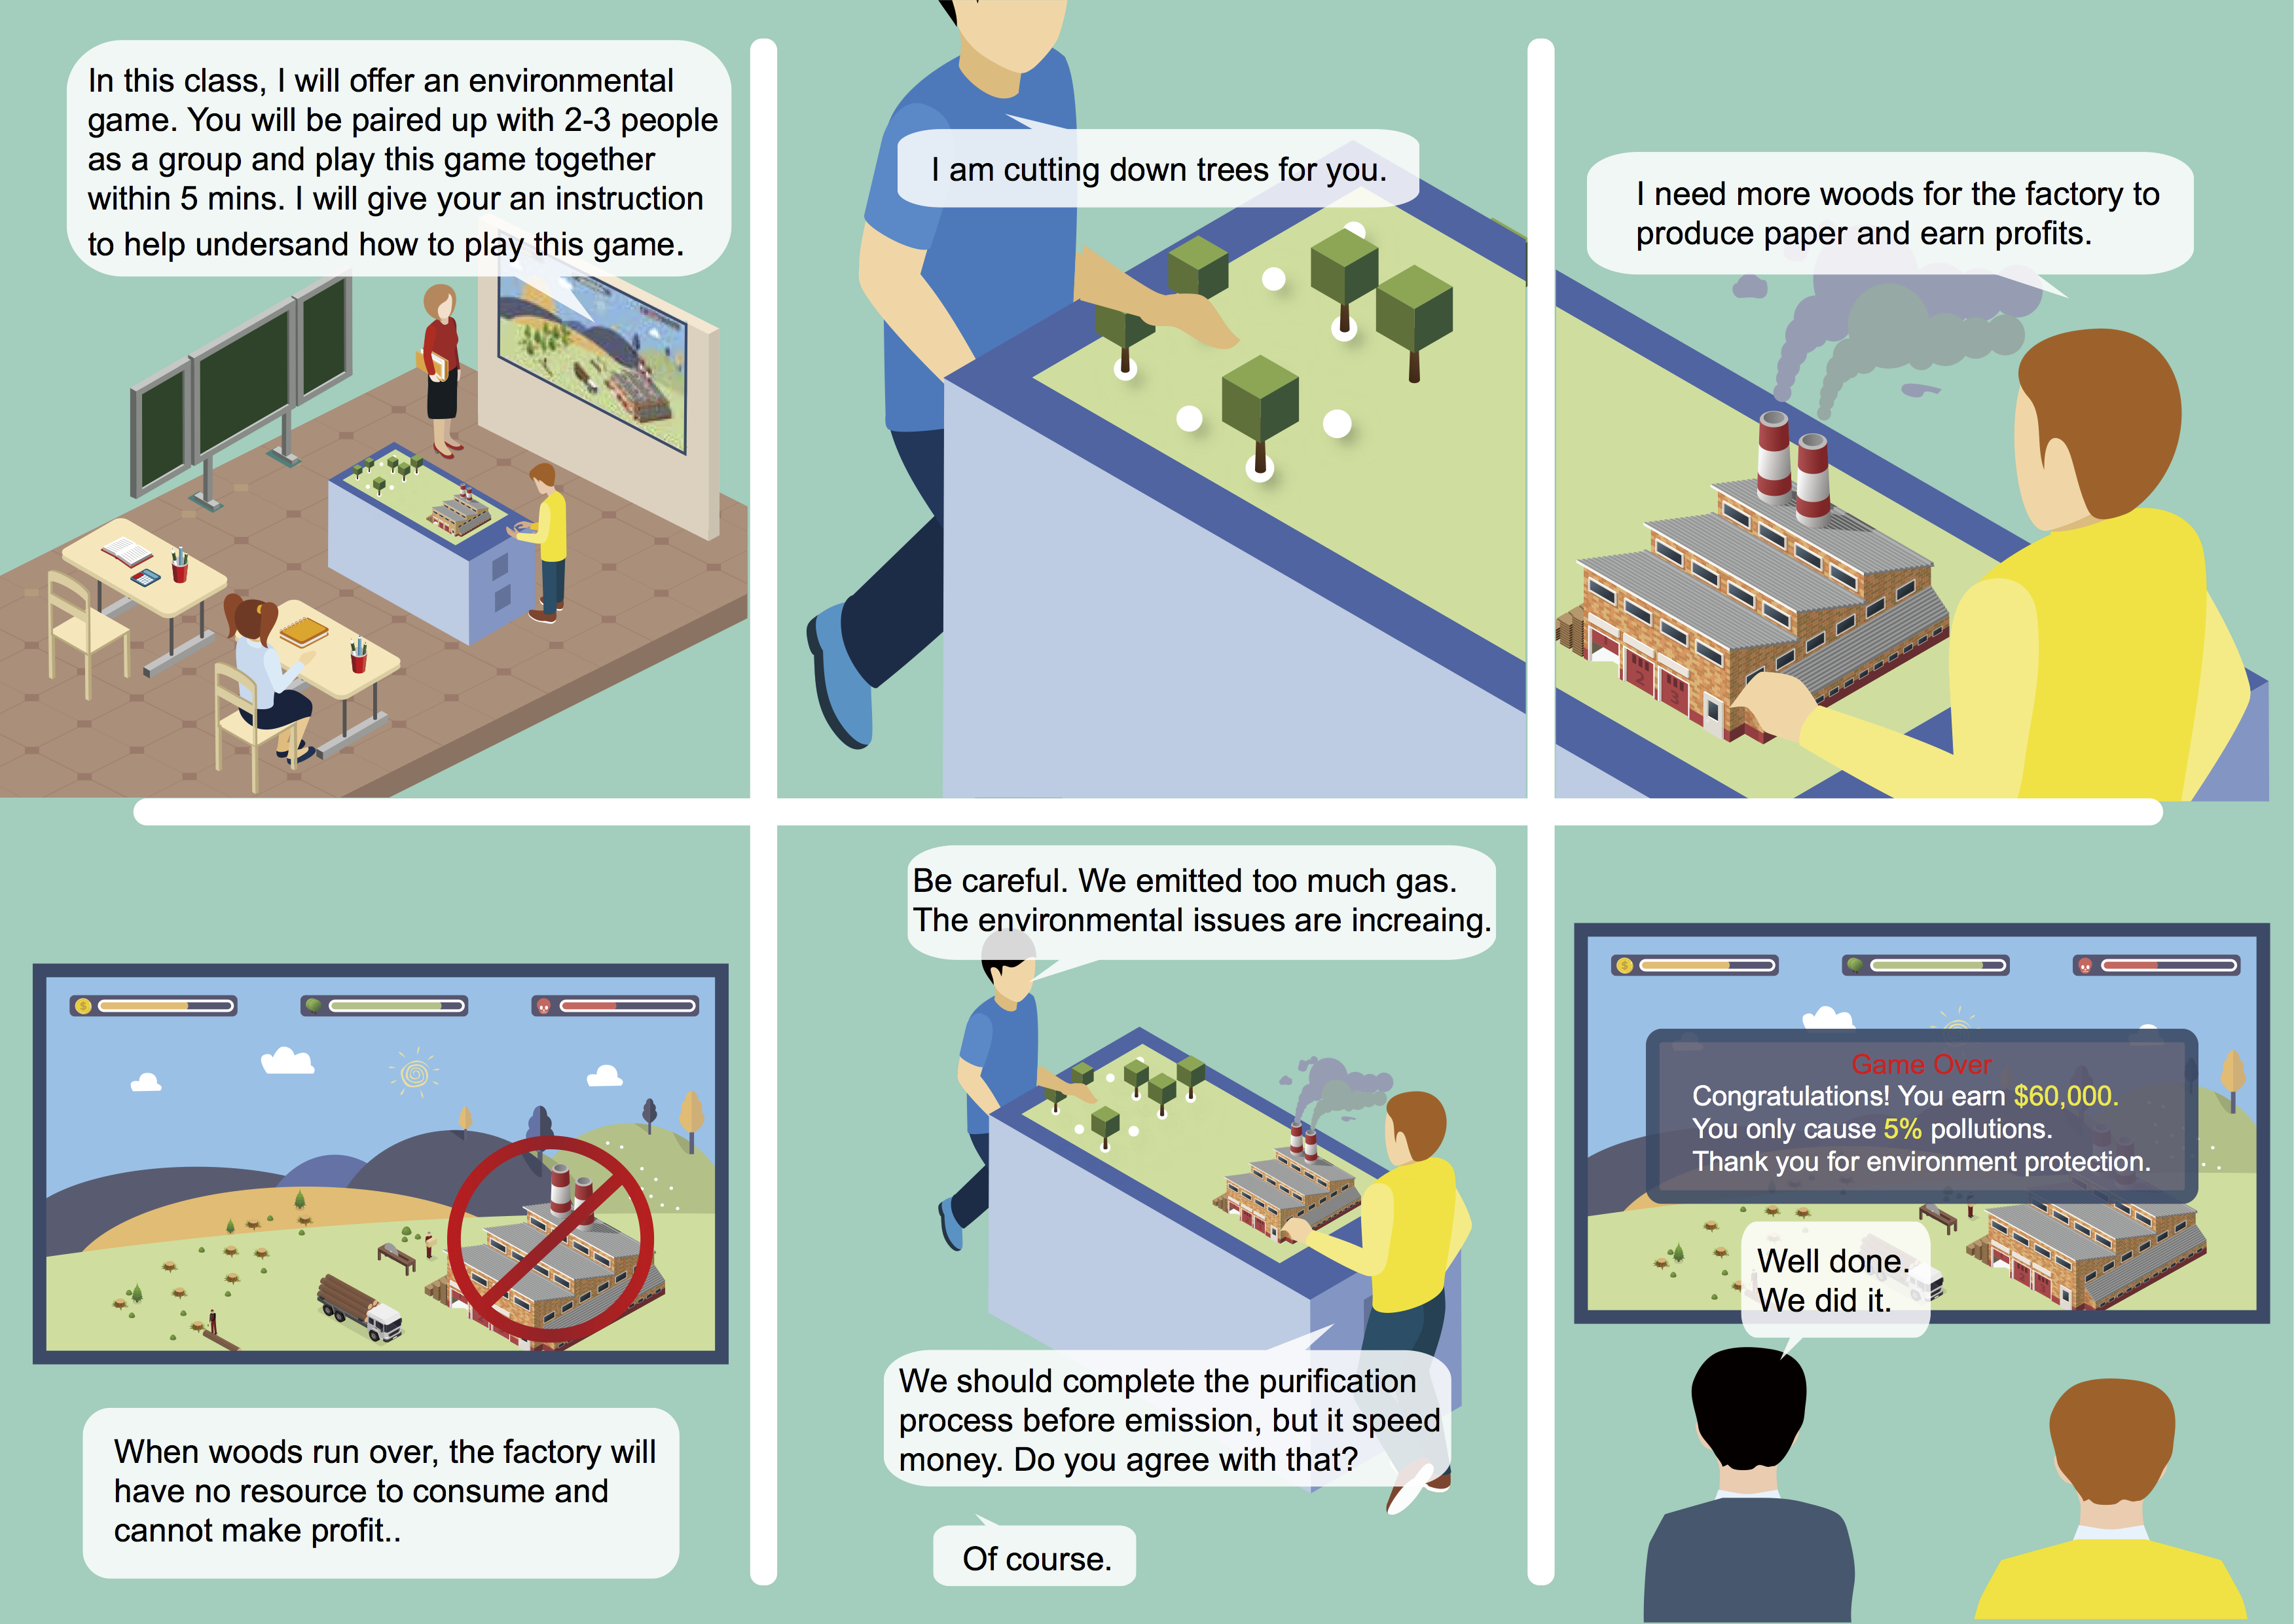 In this class, I will offer an environmental
game. You will be paired up with 2-3 people
as a group and play this game together
within 5 mins. I will give your an instruction
to help undersand how to play this game.
I am cutting down trees for you.
I need more woods for the factory to
produce paper and earn profits.
2
3
When woods run over, the factory will
have no resource to consume and
cannot make profit..
Be careful. We emitted too much gas.
The environmental issues are increaing.
We should complete the purification
process before emission, but it speed
money. Do you agree with that?
Of course.
Game Over
Congratulations! You earn $60,000.
You only cause 5% pollutions.
Thank you for environment protection.
Well done.
We did it.